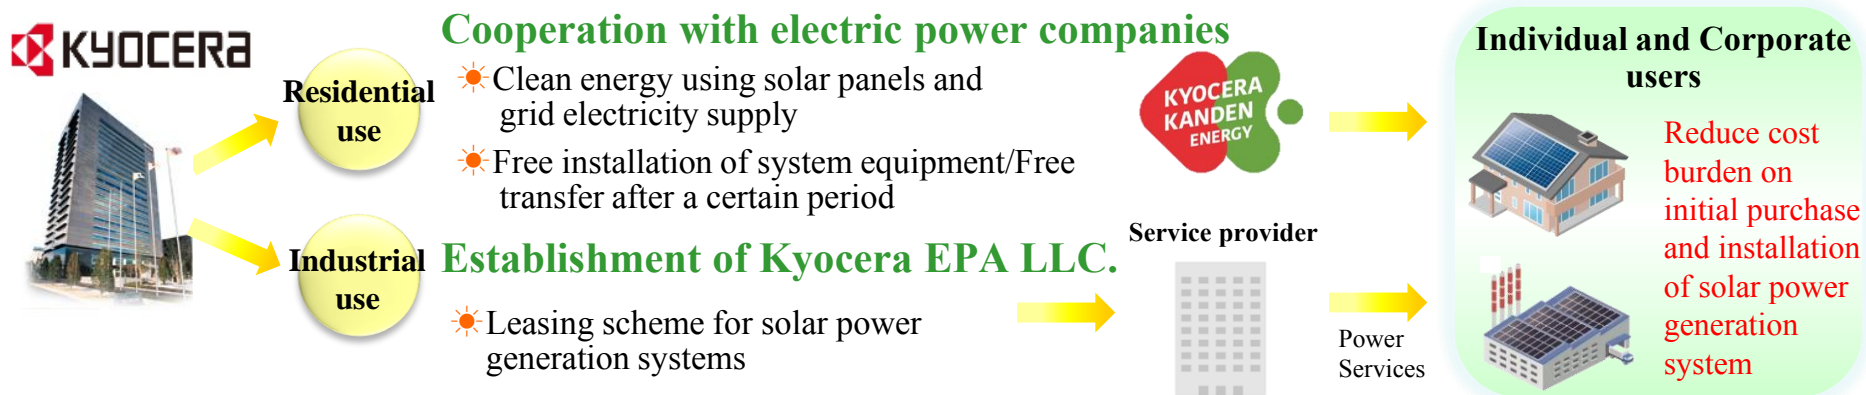 KYOCERA
Residential
use
Cooperation with electric power companies
Clean energy using solar panels and
grid electricity supply
Free installation of system equipment/Free
transfer after a certain period
KYOCERA
KANDEN
ENERGY
Industrial
use
Establishment of Kyocera EPA LLC.
Leasing scheme for solar power
generation systems
Service provider
Power
Services
Individual and Corporate
users
Reduce cost
burden on
initial purchase
and installation
of solar power
generation
system